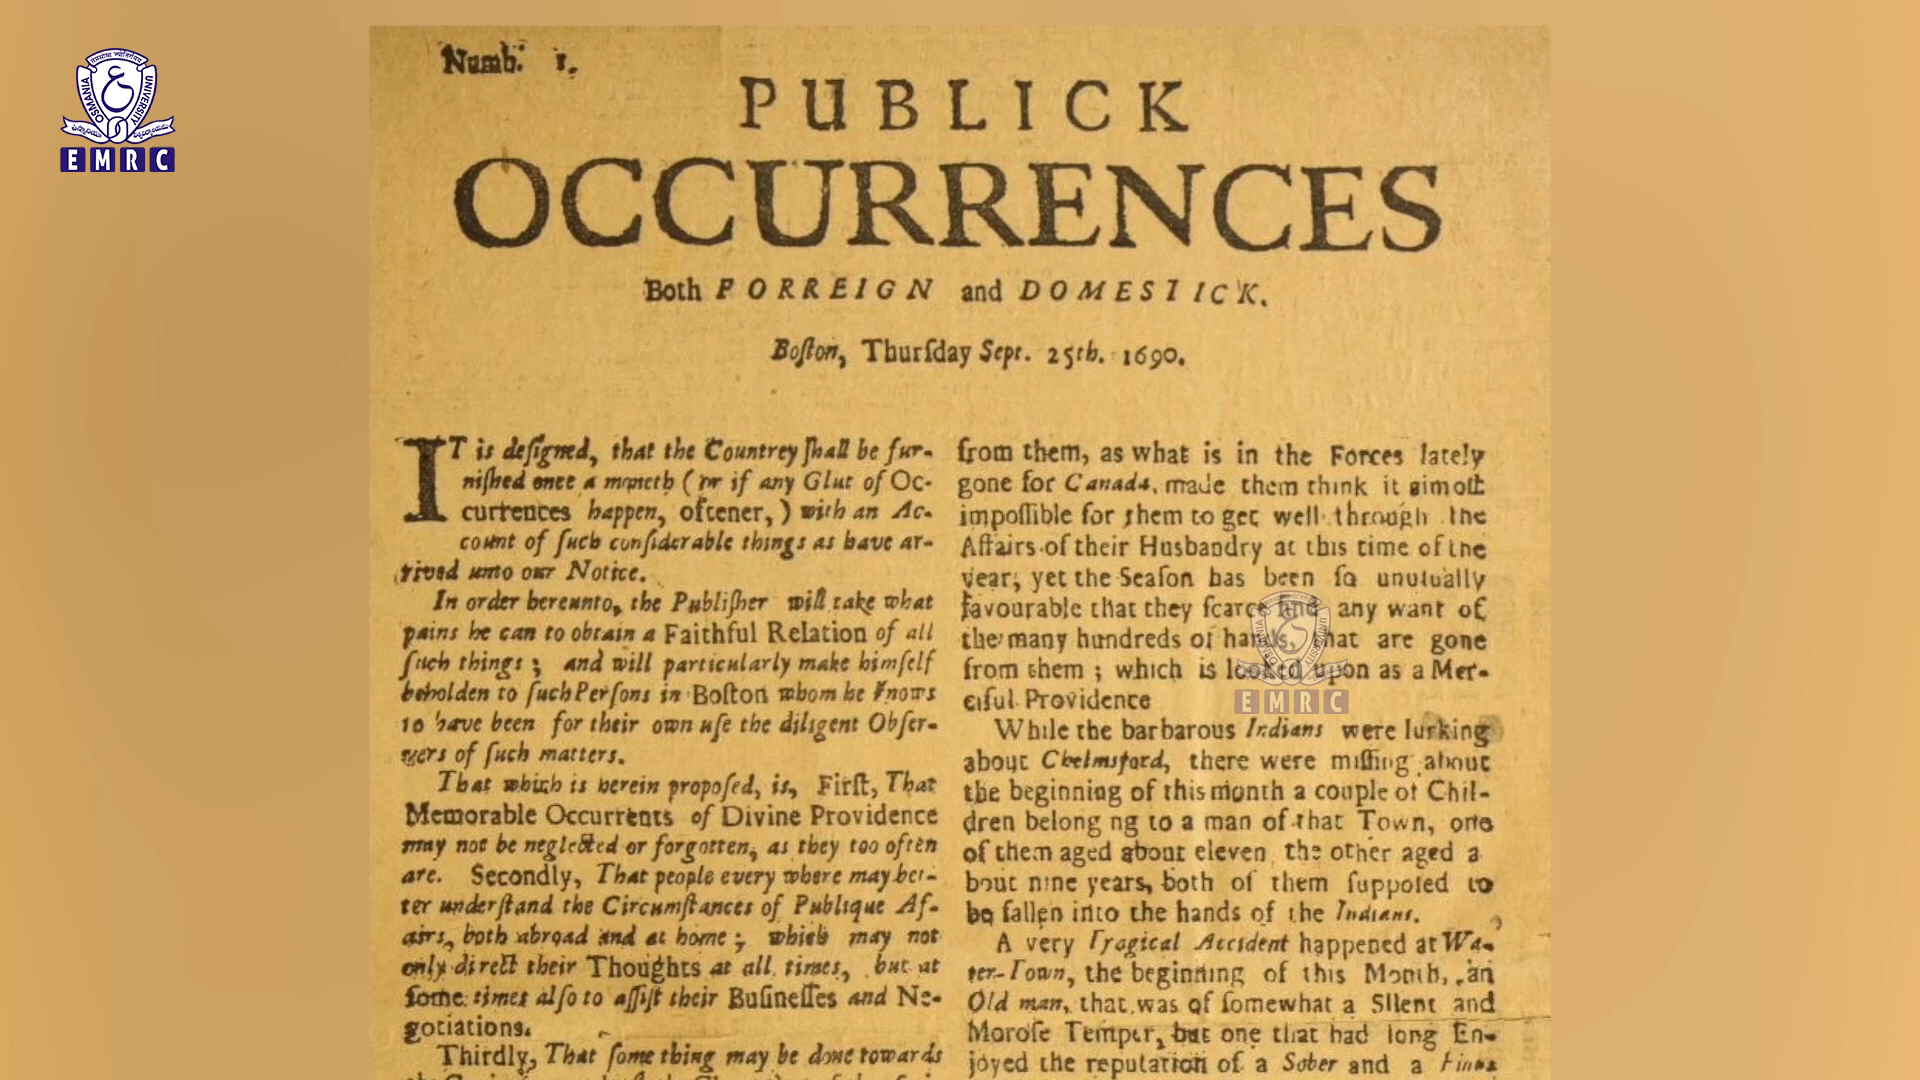 OSMANIA UNIVERSITY
EMRC
Numb. 1.
PUBLICK
OCCURRENCES
Both FORREIGN and DOMESTICK.
Boſton, Thurſday Sept. 25th. 1690.
IT is deſigned, that the Countrey ſhall be fur-
niſhed once a moneth (or if any Glut of Oc-
currences happen, oftener,) with an Ac-
count of ſuch conſiderable things as have ar-
rived unto our Notice.
In order hereunto, the Publiſher will take what
pains he can to obtain a Faithful Relation of all
ſuch things; and will particularly make himſelf
beholden to ſuch Perſons in Boſton whom he knows
to have been for their own uſe the diligent Obſer-
vers of ſuch matters.
That which is herein propoſed, is, Firſt, That
Memorable Occurrents of Divine Providence
may not be neglected or forgotten, as they too often
are. Secondly, That people every where may bet-
ter underſtand the Circumſtances of Publique Af-
airs, both abroad and at home; which may not
only direct their Thoughts at all times, but at
ſome times alſo to aſſiſt their Buſineſſes and Ne-
gotiations.
Thirdly, That ſome thing may be done towards
from them, as what is in the Forces lately
gone for Canada, made them think it almoſt
impoſſible for them to get well through the
Affairs of their Husbandry at this time of the
year, yet the Seaſon has been ſo unuſually
favourable that they ſcarce find any want of
the many hundreds of hands, that are gone
from them; which is looked upon as a Mer-
ciful Providence
While the barbarous Indians were lurking
about Chelmsford, there were miſſing about
the beginning of this month a couple of Chil-
dren belong ng to a man of that Town, one
of them aged about eleven the other aged a
bout nine years, both of them ſuppoſed to
be fallen into the hands of the Indians.
A very Tragical Accident happened at Wa-
ter-Town, the beginning of this Month, an
Old man, that was of ſomewhat a Silent and
Moroſe Temper, but one that had long En-
joyed the reputation of a Sober and a Pious
OSMANIA UNIVERSITY
EMRC